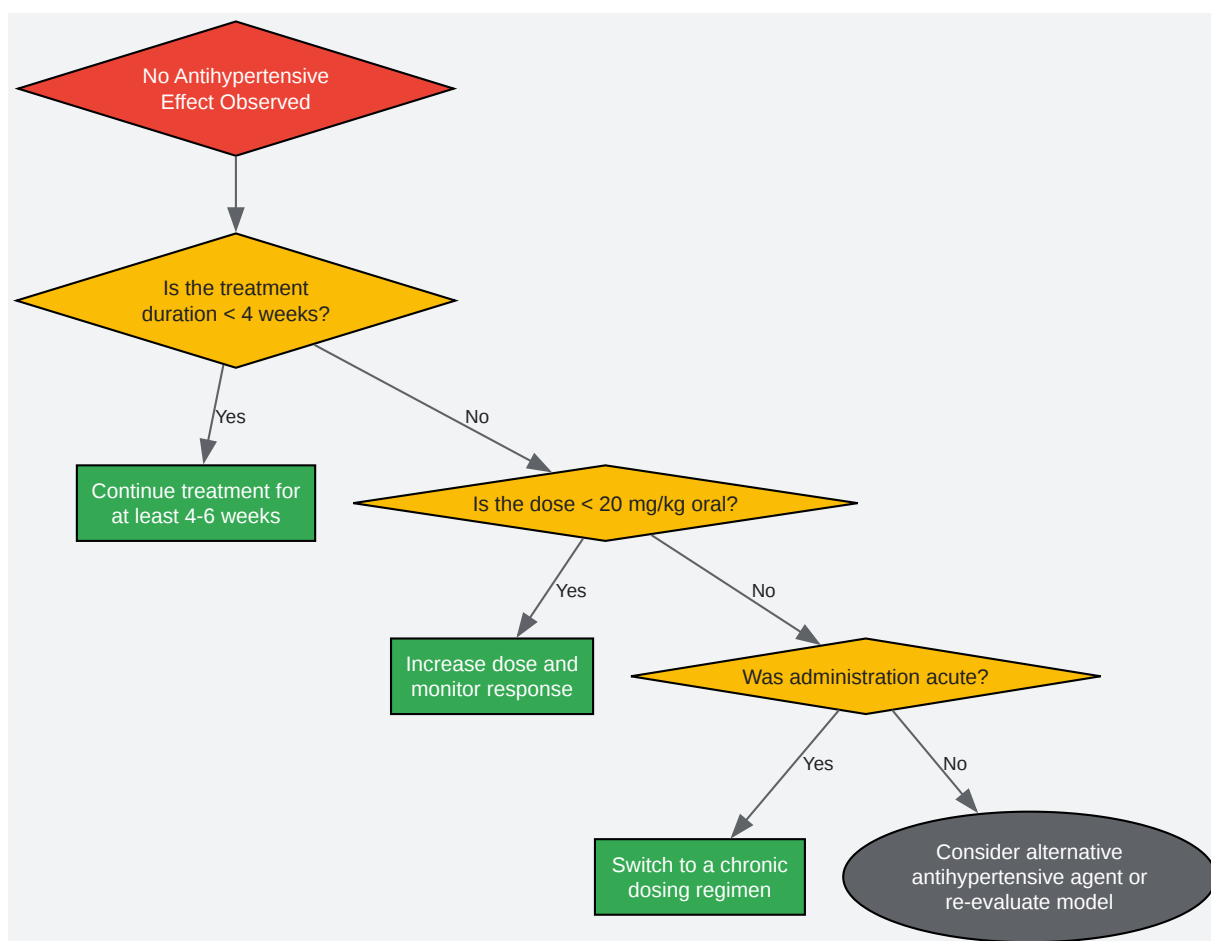 No Antihypertensive
Effect Observed
Is the treatment
duration < 4 weeks?
Yes
No
Continue treatment for
at least 4-6 weeks
Is the dose < 20 mg/kg oral?
Yes
No
Increase dose and
monitor response
Was administration acute?
Yes
No
Switch to a chronic
dosing regimen
Consider alternative
antihypertensive agent or
re-evaluate model